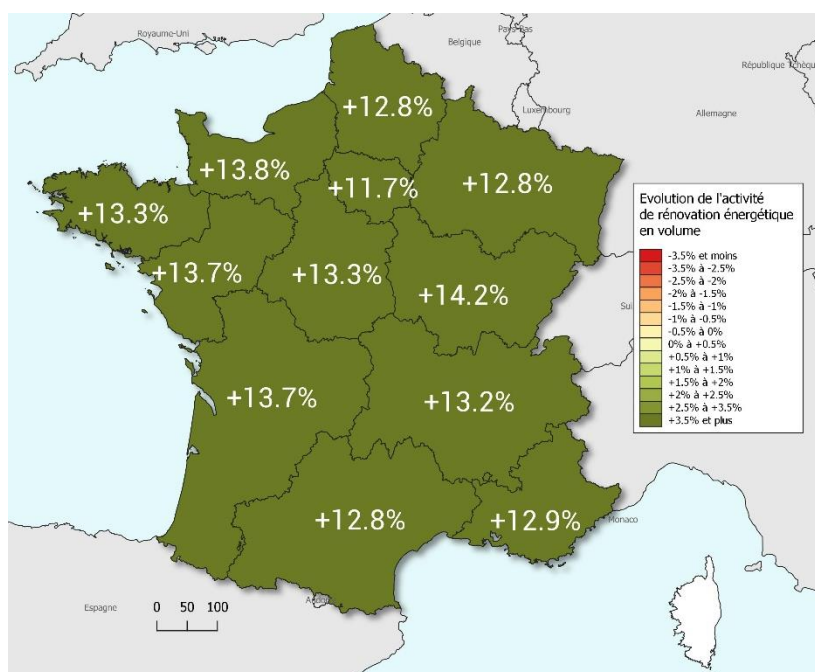 Royaume-Uni
Belgique
Pays-Bas
République Tchèque
Luxembourg
Allemagne
+12.8%
+13.8%
+11.7%
+12.8%
+13.3%
+13.7%
+13.3%
+14.2%
+13.7%
+13.2%
+12.8%
+12.9%
Evolution de l'activité
de rénovation énergétique
en volume
-3.5% et moins
-3.5% à -2.5%
-2.5% à -2%
-2% à -1.5%
-1.5% à -1%
-1% à -0.5%
-0.5% à 0%
0% à +0.5%
+0.5% à +1%
+1% à +1.5%
+1.5% à +2%
+2% à +2.5%
+2.5% à +3.5%
+3.5% et plus
Sui
Monaco
Espagne
0 50 100